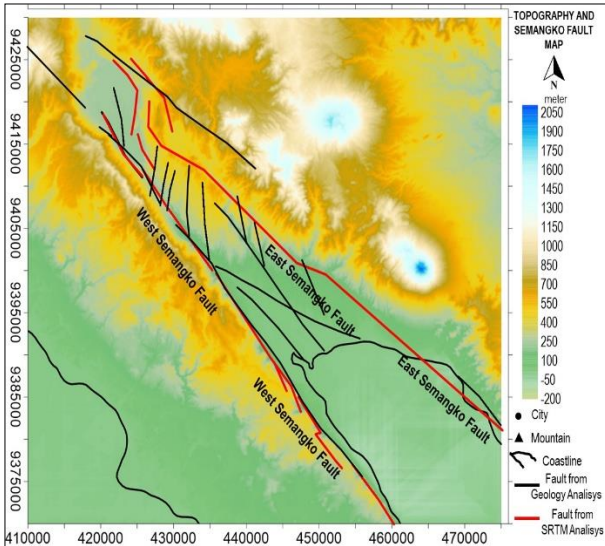 TOPOGRAPHY AND
SEMANGKO FAULT
MAP
N
meter
2050
1900
1750
1600
1450
1300
1150
1000
850
700
550
400
250
100
-50
-200
City
Mountain
Coastline
Fault from
Geology Analisys
Fault from
SRTM Analisys
9425000
9415000
9405000
9395000
9385000
9375000
410000
420000
430000
440000
450000
460000
470000
West Semangko Fault
East Semangko Fault
East Semangko Fault
West Semangko Fault